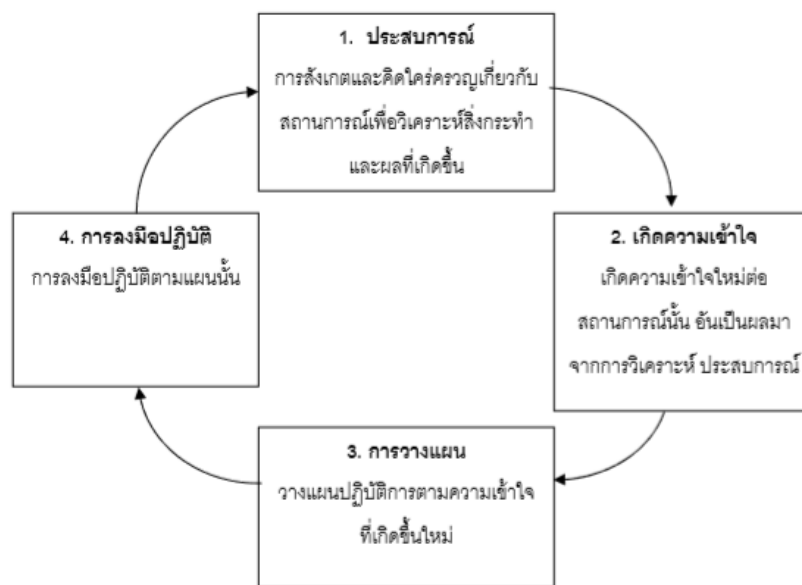 1. ประสบการณ์
การสังเกตและคิดใคร่ครวญเกี่ยวกับ
สถานการณ์เพื่อวิเคราะห์สิ่งกระทำ
และผลที่เกิดขึ้น
2. เกิดความเข้าใจ
เกิดความเข้าใจใหม่ต่อ
สถานการณ์นั้น อันเป็นผลมา
จากการวิเคราะห์ ประสบการณ์
3. การวางแผน
วางแผนปฏิบัติการตามความเข้าใจ
ที่เกิดขึ้นใหม่
4. การลงมือปฏิบัติ
การลงมือปฏิบัติตามแผนนั้น